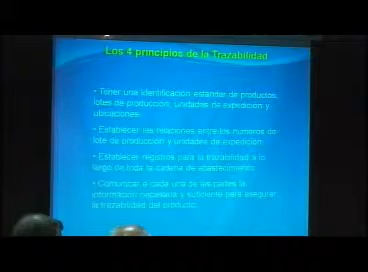 Los 4 principios de la Trazabilidad
• Tener una identificación estándar de productos,
lotes de producción, unidades de expedición y
ubicaciones.
• Establecer las relaciones entre los números de
lote de producción y unidades de expedición.
• Establecer registros para la trazabilidad a lo
largo de toda la cadena de abastecimiento.
• Comunicar a cada una de las partes la
información necesaria y suficiente para asegurar
la trazabilidad del producto.